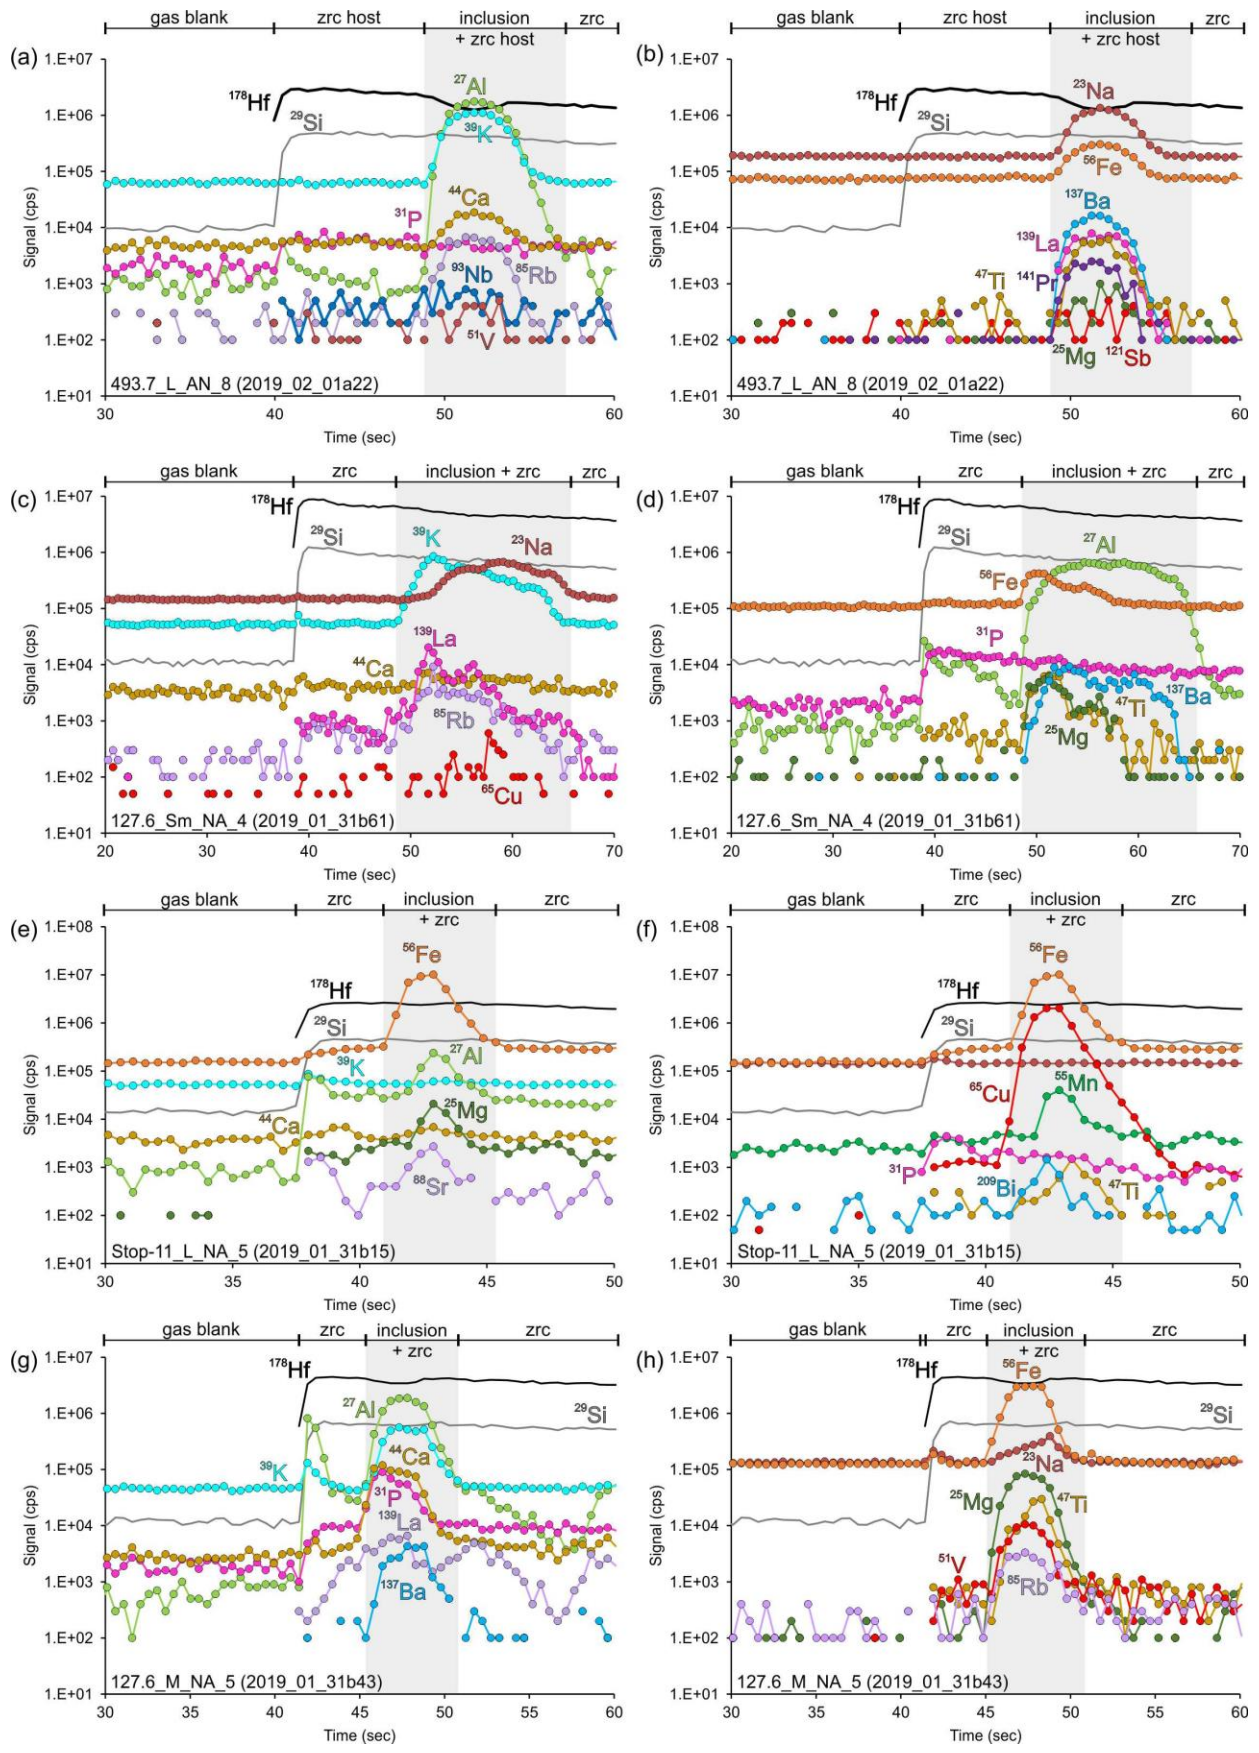 gas blank zrc host inclusion + zrc host zrc
(a)
1.E+07
1.E+06
1.E+05
1.E+04
1.E+03
1.E+02
1.E+01
Signal (cps)
¹⁷⁸Hf
²⁹Si
²⁷Al
³⁹K
⁴⁴Ca
³¹P
⁹³Nb
⁸⁵Rb
⁵¹V
493.7_L_AN_8 (2019_02_01a22)
30 40 50 60
Time (sec)
gas blank zrc host inclusion + zrc host zrc
(b)
1.E+07
1.E+06
1.E+05
1.E+04
1.E+03
1.E+02
1.E+01
Signal (cps)
¹⁷⁸Hf
²⁹Si
²³Na
⁵⁶Fe
¹³⁷Ba
¹³⁹La
⁴⁷Ti
¹⁴¹Pr
²⁵Mg
¹²¹Sb
493.7_L_AN_8 (2019_02_01a22)
30 40 50 60
Time (sec)
gas blank zrc inclusion + zrc zrc
(c)
1.E+07
1.E+06
1.E+05
1.E+04
1.E+03
1.E+02
1.E+01
Signal (cps)
¹⁷⁸Hf
²⁹Si
³⁹K
²³Na
¹³⁹La
⁴⁴Ca
⁸⁵Rb
⁶⁵Cu
127.6_Sm_NA_4 (2019_01_31b61)
20 30 40 50 60 70
Time (sec)
gas blank zrc inclusion + zrc zrc
(d)
1.E+07
1.E+06
1.E+05
1.E+04
1.E+03
1.E+02
1.E+01
Signal (cps)
¹⁷⁸Hf
²⁹Si
²⁷Al
⁵⁶Fe
³¹P
¹³⁷Ba
⁴⁷Ti
²⁵Mg
127.6_Sm_NA_4 (2019_01_31b61)
20 30 40 50 60 70
Time (sec)
gas blank zrc inclusion + zrc zrc
(e)
1.E+08
1.E+07
1.E+06
1.E+05
1.E+04
1.E+03
1.E+02
1.E+01
Signal (cps)
⁵⁶Fe
¹⁷⁸Hf
²⁹Si
³⁹K
²⁷Al
²⁵Mg
⁴⁴Ca
⁸⁸Sr
Stop-11_L_NA_5 (2019_01_31b15)
30 35 40 45 50
Time (sec)
gas blank zrc inclusion + zrc zrc
(f)
1.E+08
1.E+07
1.E+06
1.E+05
1.E+04
1.E+03
1.E+02
1.E+01
Signal (cps)
⁵⁶Fe
¹⁷⁸Hf
²⁹Si
⁶⁵Cu
⁵⁵Mn
³¹P
²⁰⁹Bi
⁴⁷Ti
Stop-11_L_NA_5 (2019_01_31b15)
30 35 40 45 50
Time (sec)
gas blank zrc inclusion + zrc zrc
(g)
1.E+07
1.E+06
1.E+05
1.E+04
1.E+03
1.E+02
1.E+01
Signal (cps)
¹⁷⁸Hf
²⁷Al
²⁹Si
³⁹K
⁴⁴Ca
³¹P
¹³⁹La
¹³⁷Ba
127.6_M_NA_5 (2019_01_31b43)
30 35 40 45 50 55 60
Time (sec)
gas blank zrc inclusion + zrc zrc
(h)
1.E+07
1.E+06
1.E+05
1.E+04
1.E+03
1.E+02
1.E+01
Signal (cps)
¹⁷⁸Hf
⁵⁶Fe
²⁹Si
²³Na
²⁵Mg
⁴⁷Ti
⁵¹V
⁸⁵Rb
127.6_M_NA_5 (2019_01_31b43)
30 35 40 45 50 55 60
Time (sec)